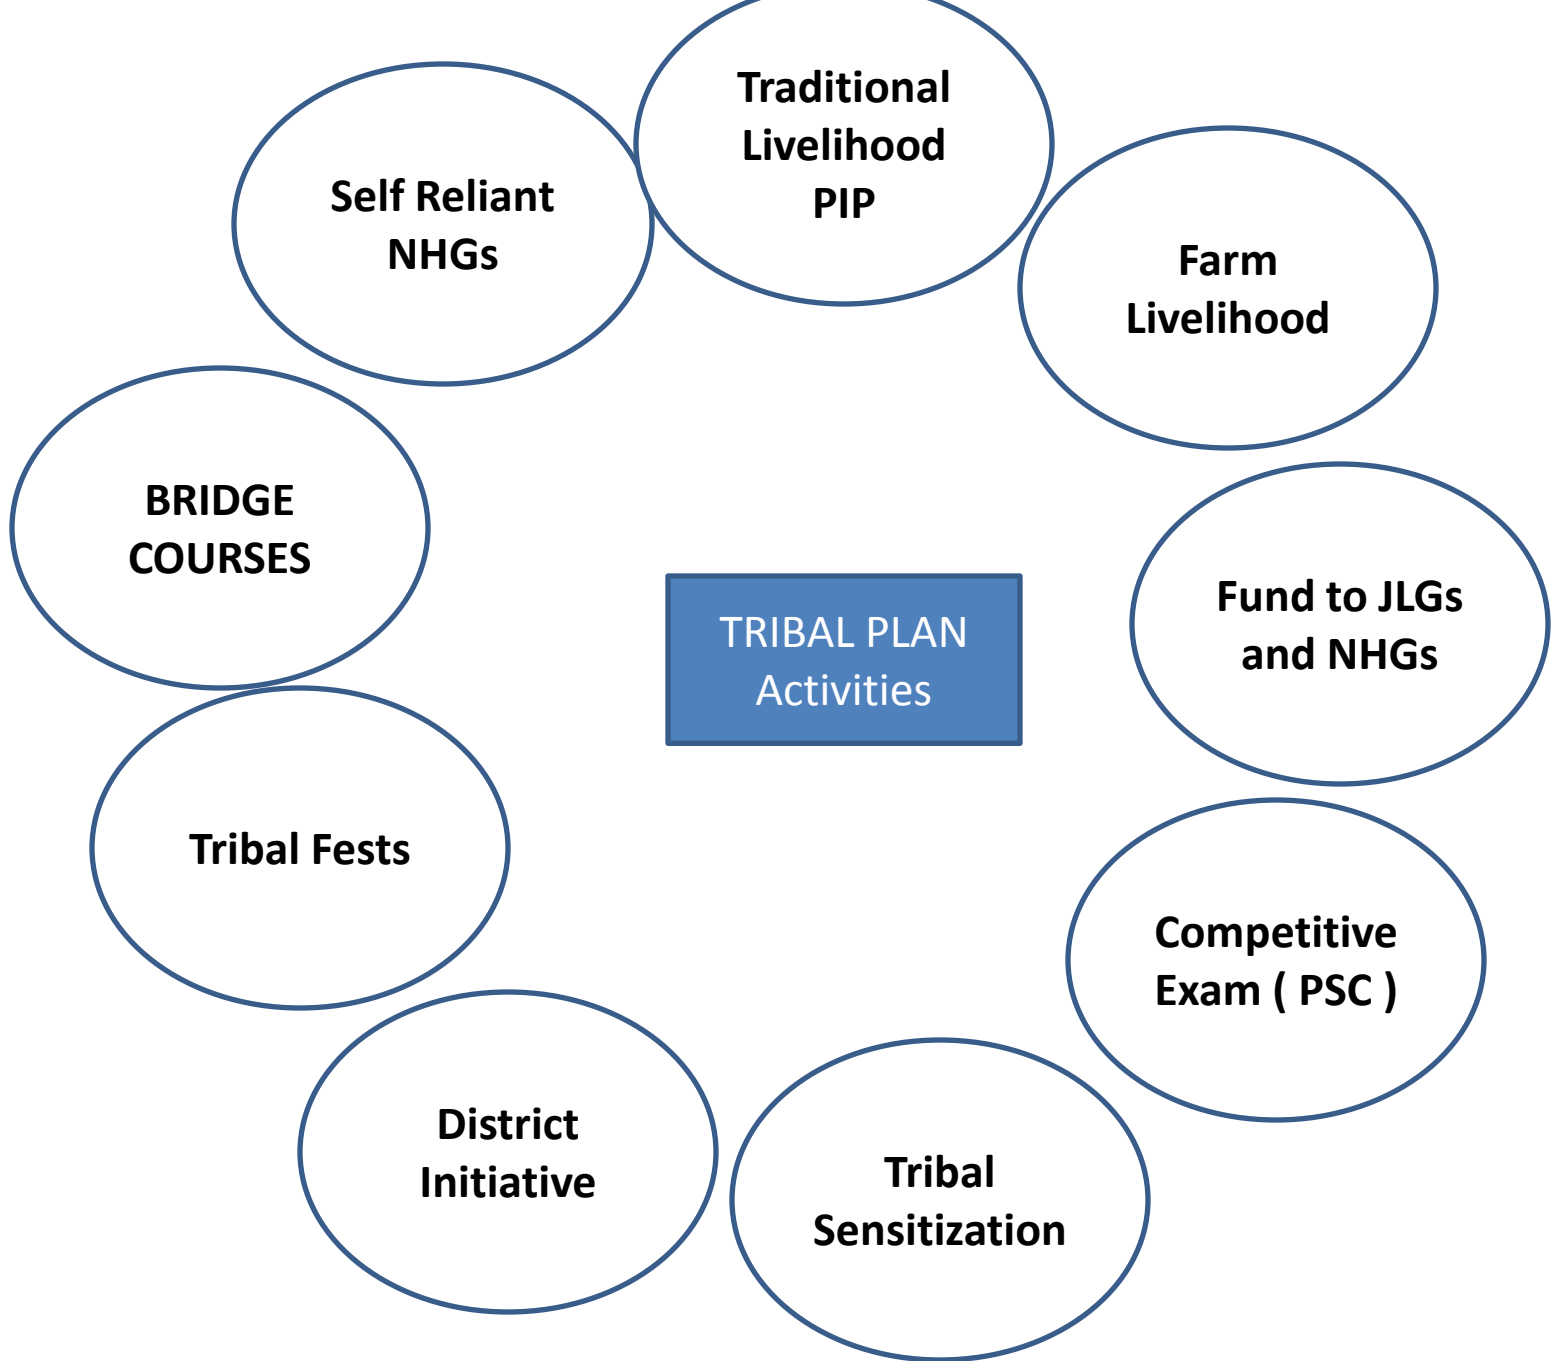 Traditional
Livelihood
PIP
Self Reliant
NHGs
Farm
Livelihood
BRIDGE
COURSES
Fund to JLGs
and NHGs
TRIBAL PLAN
Activities
Tribal Fests
Competitive
Exam ( PSC )
District
Initiative
Tribal
Sensitization